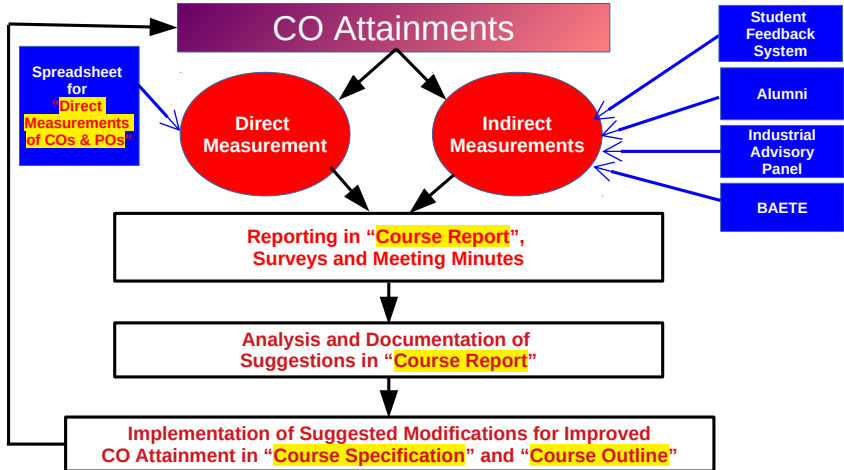 CO Attainments
Spreadsheet
for
“Direct
Measurements
of COs & POs”
Direct
Measurement
Indirect
Measurements
Student
Feedback
System
Alumni
Industrial
Advisory
Panel
BAETE
Reporting in “Course Report”,
Surveys and Meeting Minutes
Analysis and Documentation of
Suggestions in “Course Report”
Implementation of Suggested Modifications for Improved
CO Attainment in “Course Specification” and “Course Outline”